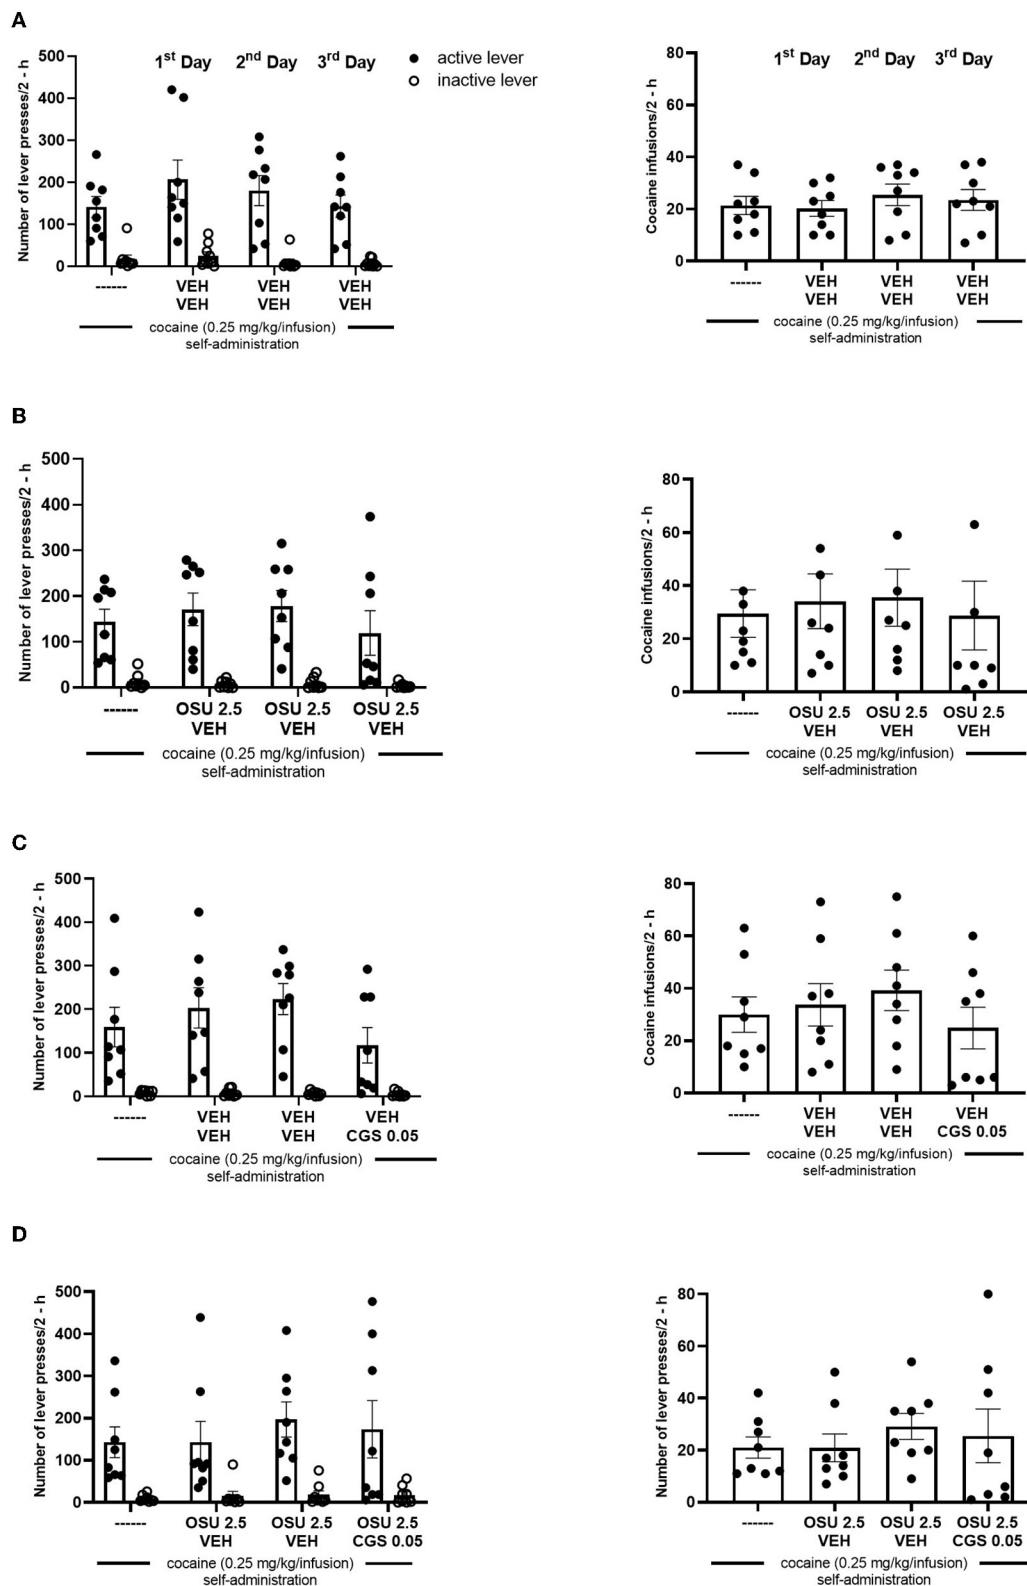 A
1st Day 2nd Day 3rd Day
active lever
inactive lever
Number of lever presses/2 - h
500
400
300
200
100
0
------ VEH VEH VEH
VEH VEH VEH
cocaine (0.25 mg/kg/infusion)
self-administration
1st Day 2nd Day 3rd Day
Cocaine infusions/2 - h
80
60
40
20
0
------ VEH VEH VEH
VEH VEH VEH
cocaine (0.25 mg/kg/infusion)
self-administration
B
Number of lever presses/2 - h
500
400
300
200
100
0
------ OSU 2.5 OSU 2.5 OSU 2.5
VEH VEH VEH
cocaine (0.25 mg/kg/infusion)
self-administration
Cocaine infusions/2 - h
80
60
40
20
0
------ OSU 2.5 OSU 2.5 OSU 2.5
VEH VEH VEH
cocaine (0.25 mg/kg/infusion)
self-administration
C
Number of lever presses/2 - h
500
400
300
200
100
0
------ VEH VEH VEH
VEH VEH CGS 0.05
cocaine (0.25 mg/kg/infusion)
self-administration
Cocaine infusions/2 - h
80
60
40
20
0
------ VEH VEH VEH
VEH VEH CGS 0.05
cocaine (0.25 mg/kg/infusion)
self-administration
D
Number of lever presses/2 - h
500
400
300
200
100
0
------ OSU 2.5 OSU 2.5 OSU 2.5
VEH VEH CGS 0.05
cocaine (0.25 mg/kg/infusion)
self-administration
Number of lever presses/2 - h
80
60
40
20
0
------ OSU 2.5 OSU 2.5 OSU 2.5
VEH VEH CGS 0.05
cocaine (0.25 mg/kg/infusion)
self-administration